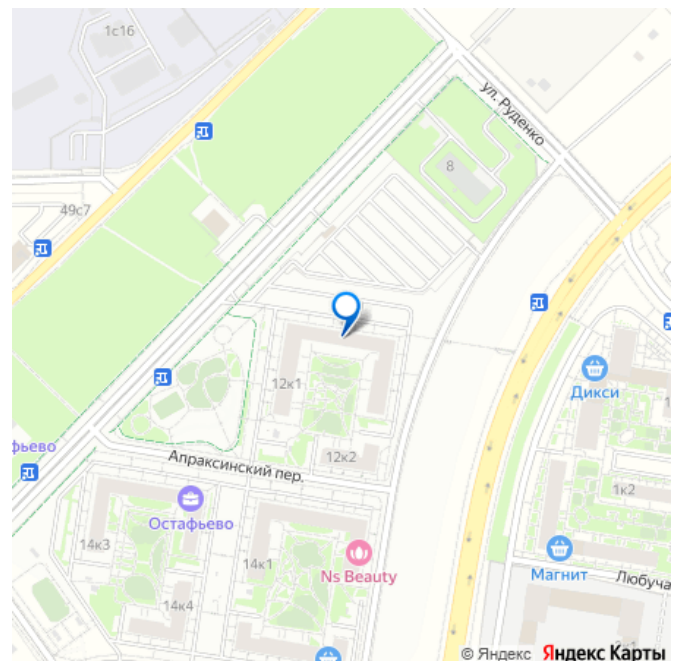 1с16
ул. Руденко
8
49с7
12к1
Дикси
фьево
Апраксинский пер.
12к2
1к2
Остафьево
14к3
14к1
Ns Beauty
Магнит
Любуча
14к4
© Яндекс Яндекс Карты